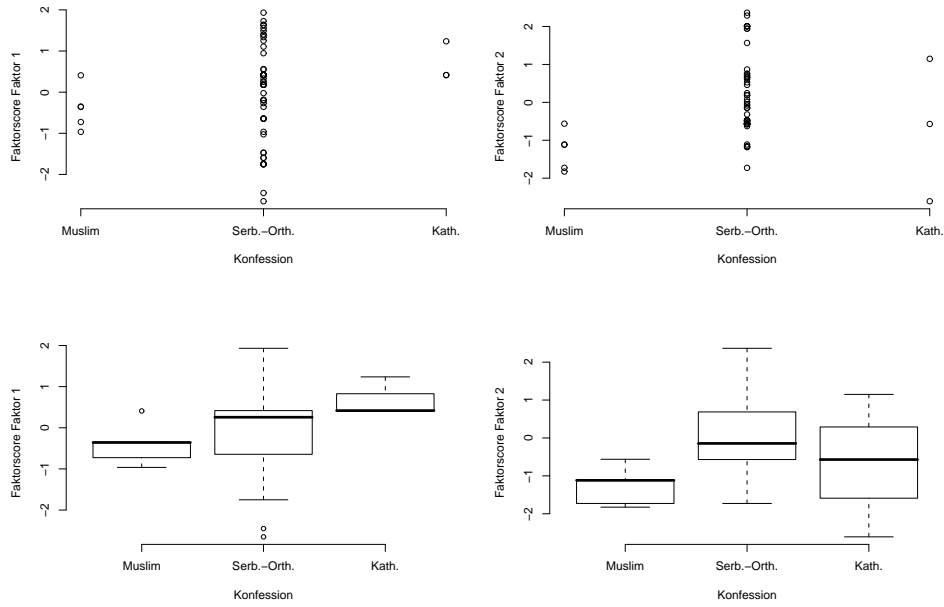 Faktorscore Faktor 1
2
1
0
−1
−2
Muslim Serb.−Orth. Kath.
Konfession
Faktorscore Faktor 2
2
1
0
−1
−2
Muslim Serb.−Orth. Kath.
Konfession
Faktorscore Faktor 1
2
1
0
−1
−2
Muslim Serb.−Orth. Kath.
Konfession
Faktorscore Faktor 2
2
1
0
−1
−2
Muslim Serb.−Orth. Kath.
Konfession